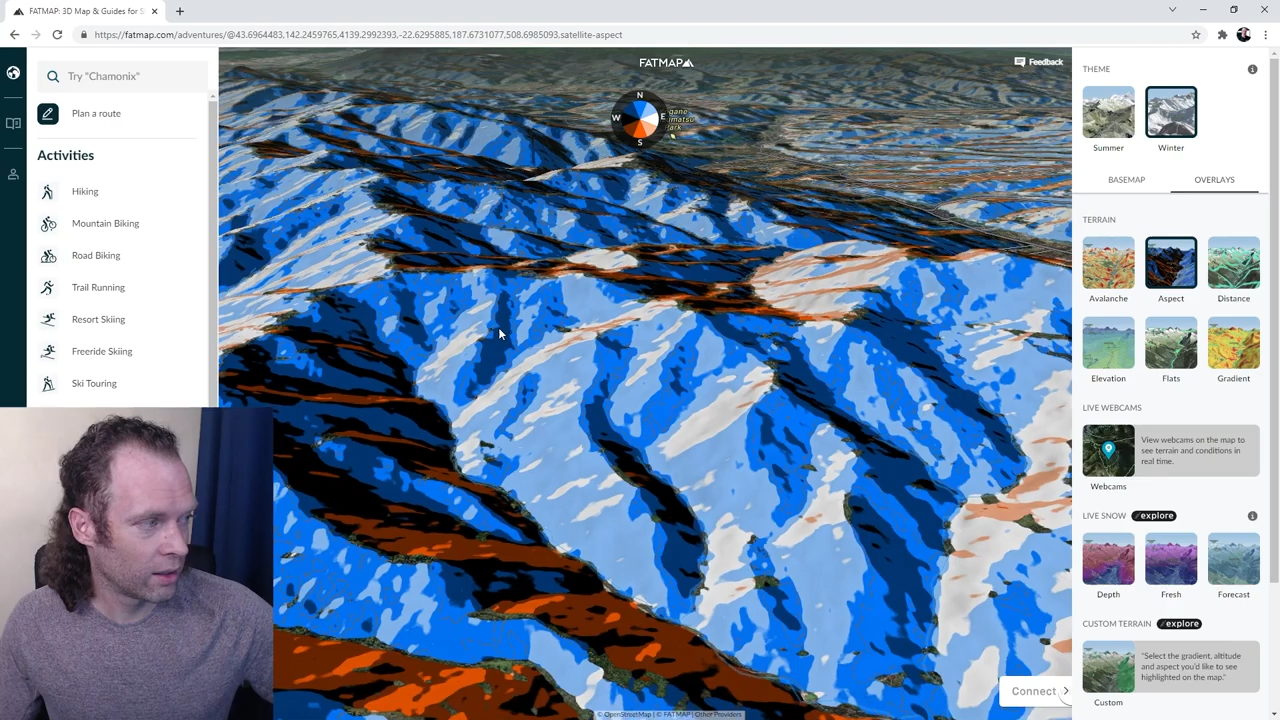 FATMAP: 3D Map & Guides for S
https://fatmap.com/adventures/@43.6964483,142.2459765,4139.2992393,-22.6295885,187.6731077,508.6985093,satellite-aspect
Try "Chamonix"
Plan a route
Activities
Hiking
Mountain Biking
Road Biking
Trail Running
Resort Skiing
Freeride Skiing
Ski Touring
FATMAP
Feedback
N
W
E
S
Park
THEME
Summer
Winter
BASEMAP
OVERLAYS
TERRAIN
Avalanche
Aspect
Distance
Elevation
Flats
Gradient
LIVE WEBCAMS
View webcams on the map to
see terrain and conditions in
real time.
Webcams
LIVE SNOW
explore
Depth
Fresh
Forecast
CUSTOM TERRAIN
explore
"Select the gradient, altitude
and aspect you'd like to see
highlighted on the map."
Custom
Connect
© OpenStreetMap | © FATMAP | Other Providers